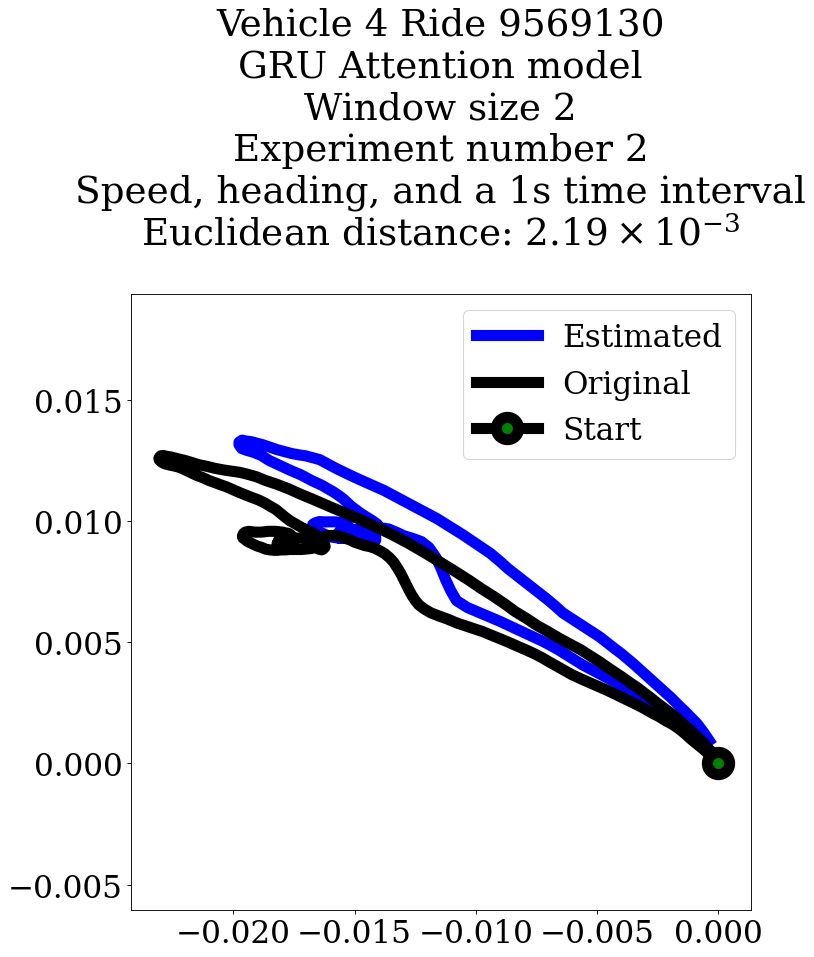 Vehicle 4 Ride 9569130
GRU Attention model
Window size 2
Experiment number 2
Speed, heading, and a 1s time interval
Euclidean distance: 2.19 × 10⁻³
Estimated
Original
Start
0.015
0.010
0.005
0.000
−0.005
−0.020 −0.015 −0.010 −0.005 0.000